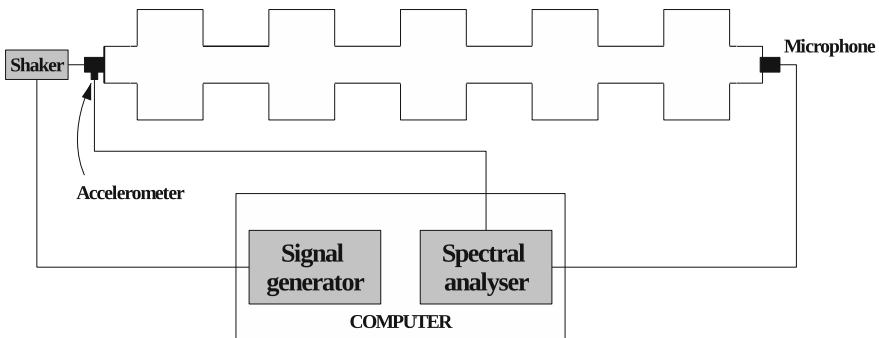 Microphone
Shaker
Accelerometer
Signal
generator
Spectral
analyser
COMPUTER